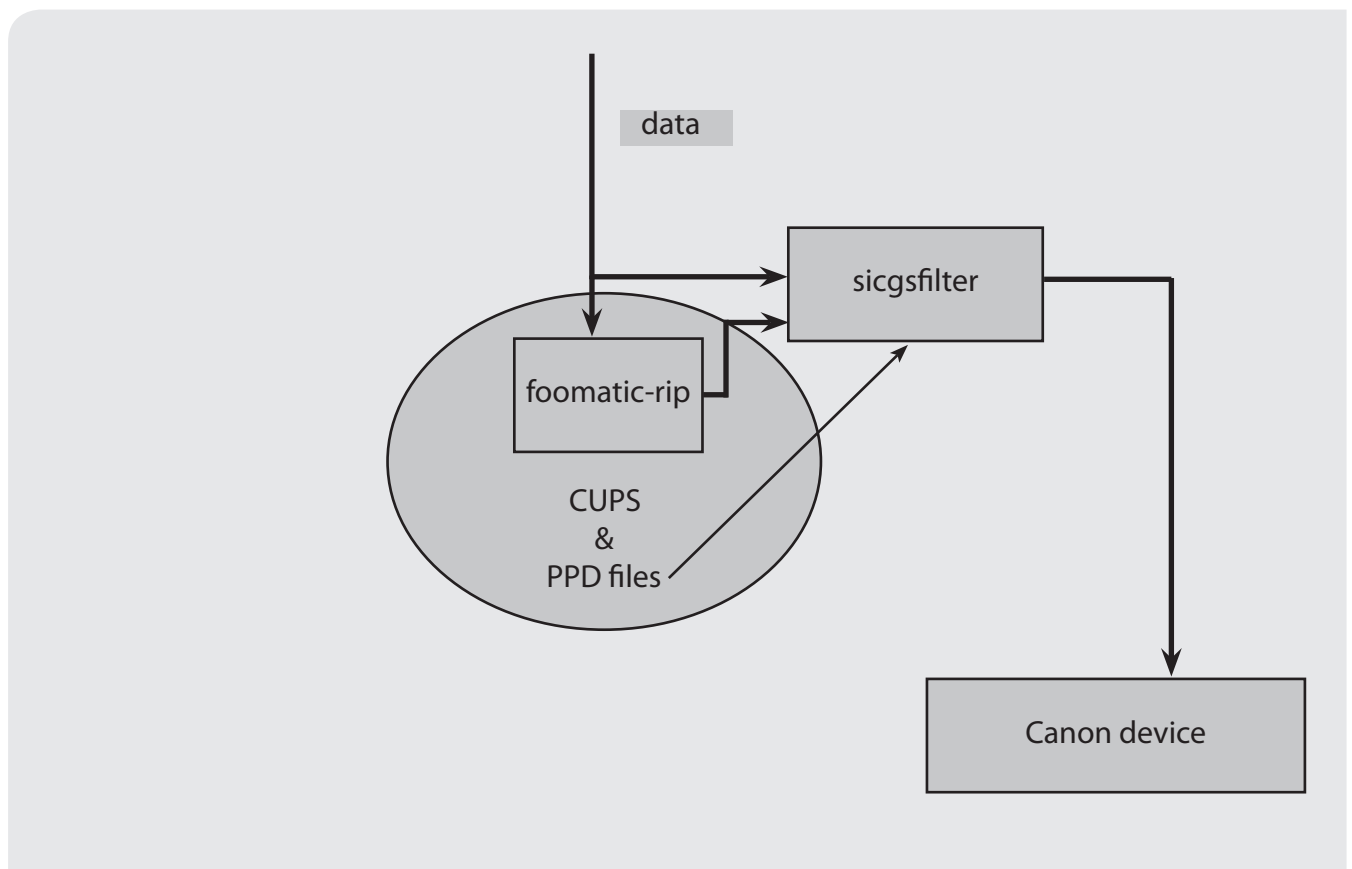 data
sicgsfilter
foomatic-rip
CUPS
&
PPD files
Canon device